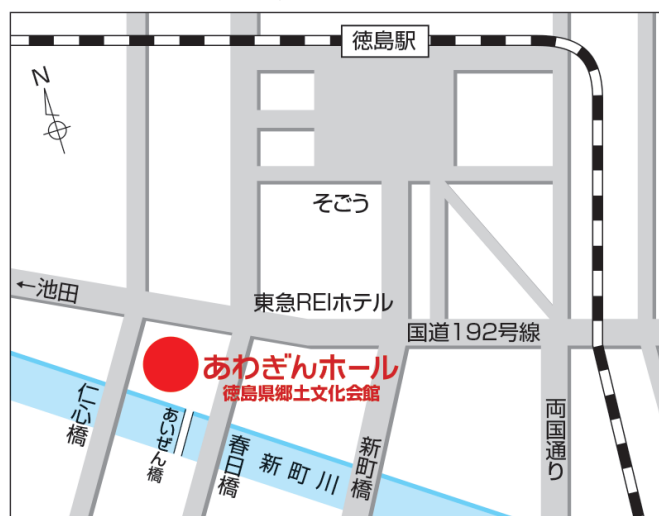 徳島駅
N
そごう
←池田
東急REIホテル
国道192号線
あわぎんホール
徳島県郷土文化会館
仁心橋
あいぜん橋
春日橋
新町川
新町橋
両国通り